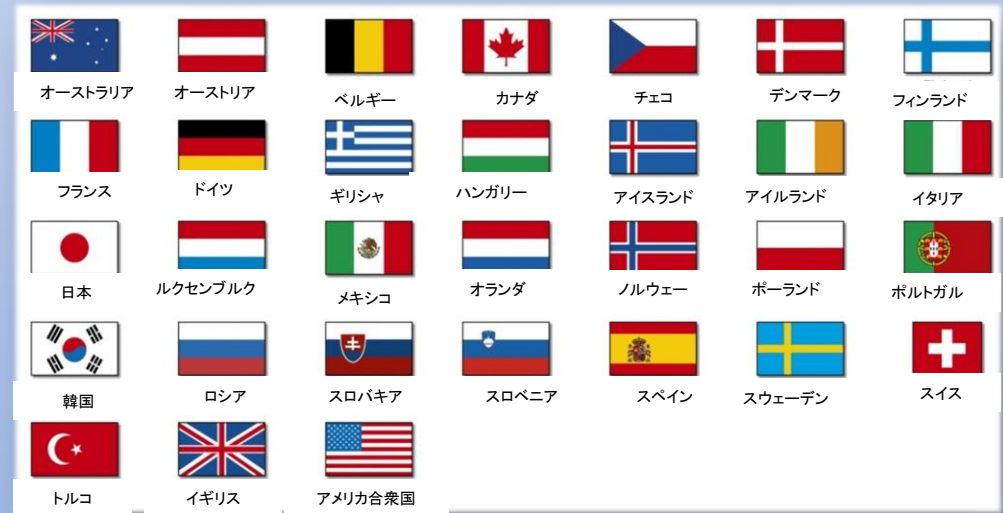 オーストラリア
オーストリア
ベルギー
カナダ
チェコ
デンマーク
フィンランド
フランス
ドイツ
ギリシャ
ハンガリー
アイスランド
アイルランド
イタリア
日本
ルクセンブルク
メキシコ
オランダ
ノルウェー
ポーランド
ポルトガル
韓国
ロシア
スロバキア
スロベニア
スペイン
スウェーデン
スイス
トルコ
イギリス
アメリカ合衆国